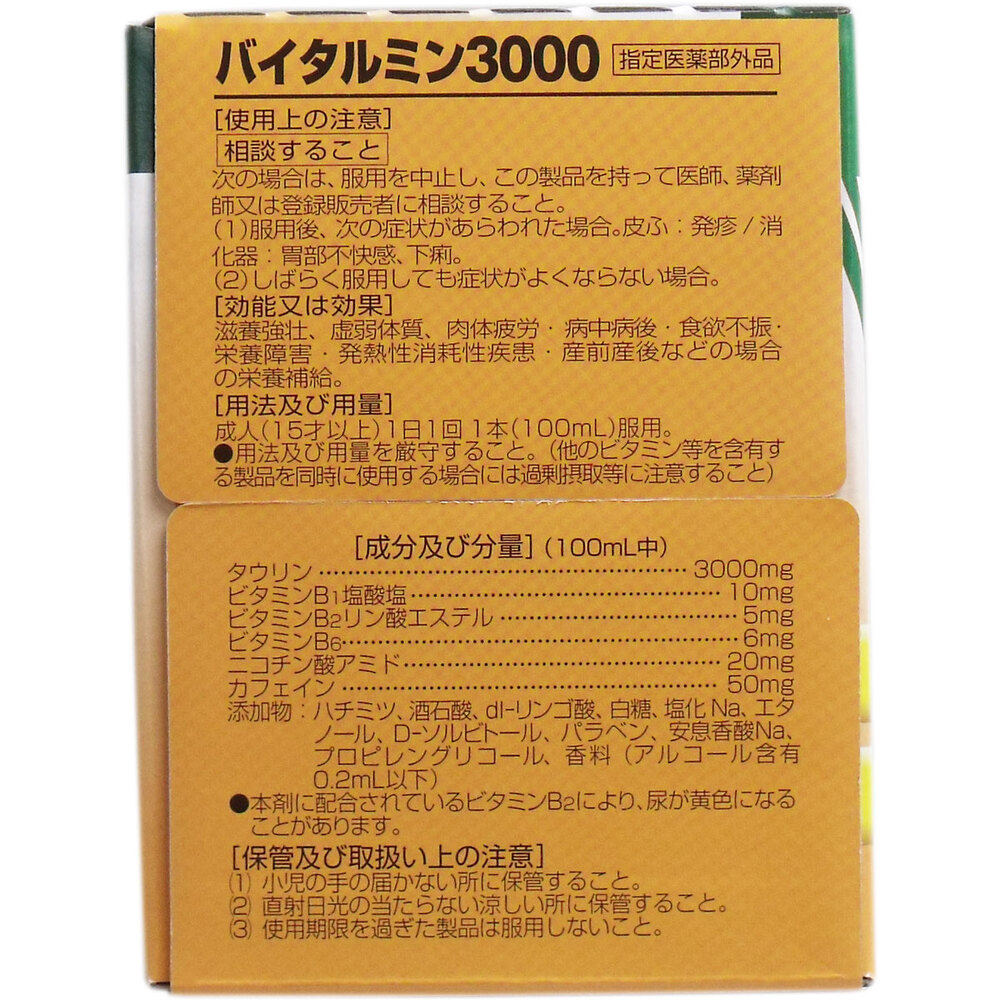 バイタルミン3000 指定医薬部外品
[使用上の注意]
相談すること
次の場合は、服用を中止し、この製品を持って医師、薬剤
師又は登録販売者に相談すること。
(1)服用後、次の症状があらわれた場合。皮ふ：発疹/消
化器：胃部不快感、下痢。
(2)しばらく服用しても症状がよくならない場合。
[効能又は効果]
滋養強壮、虚弱体質、肉体疲労・病中病後・食欲不振・
栄養障害・発熱性消耗性疾患・産前産後などの場合
の栄養補給。
[用法及び用量]
成人(15才以上)1日1回1本(100mL)服用。
●用法及び用量を厳守すること。(他のビタミン等を含有す
る製品を同時に使用する場合には過剰摂取等に注意すること)
[成分及び分量](100mL中)
タウリン……3000mg
ビタミンB1塩酸塩……10mg
ビタミンB2リン酸エステル……5mg
ビタミンB6……6mg
ニコチン酸アミド……20mg
カフェイン……50mg
添加物：ハチミツ、酒石酸、dl-リンゴ酸、白糖、塩化Na、エタ
ノール、D-ソルビトール、パラベン、安息香酸Na、
プロピレングリコール、香料（アルコール含有
0.2mL以下）
●本剤に配合されているビタミンB2により、尿が黄色になる
ことがあります。
[保管及び取扱い上の注意]
(1) 小児の手の届かない所に保管すること。
(2) 直射日光の当たらない涼しい所に保管すること。
(3) 使用期限を過ぎた製品は服用しないこと。